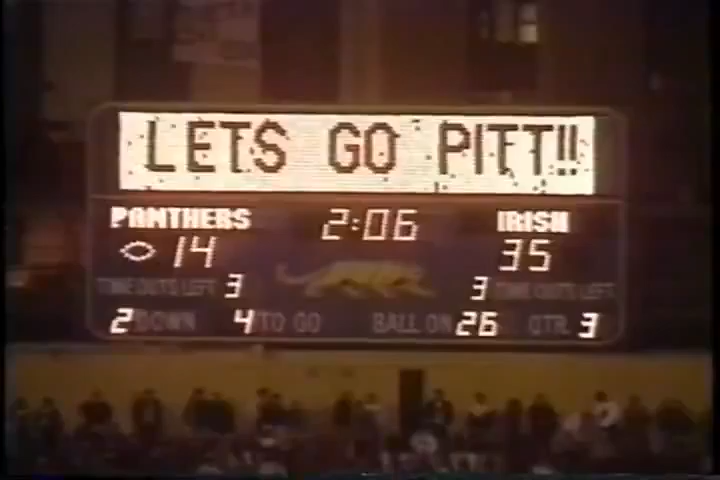 LETS GO PITT!!
PANTHERS 2:06 IRISH
14 35
TIME OUTS LEFT 3 3 TIME OUTS LEFT
2 DOWN 4 TO GO BALL ON 26 QTR. 3